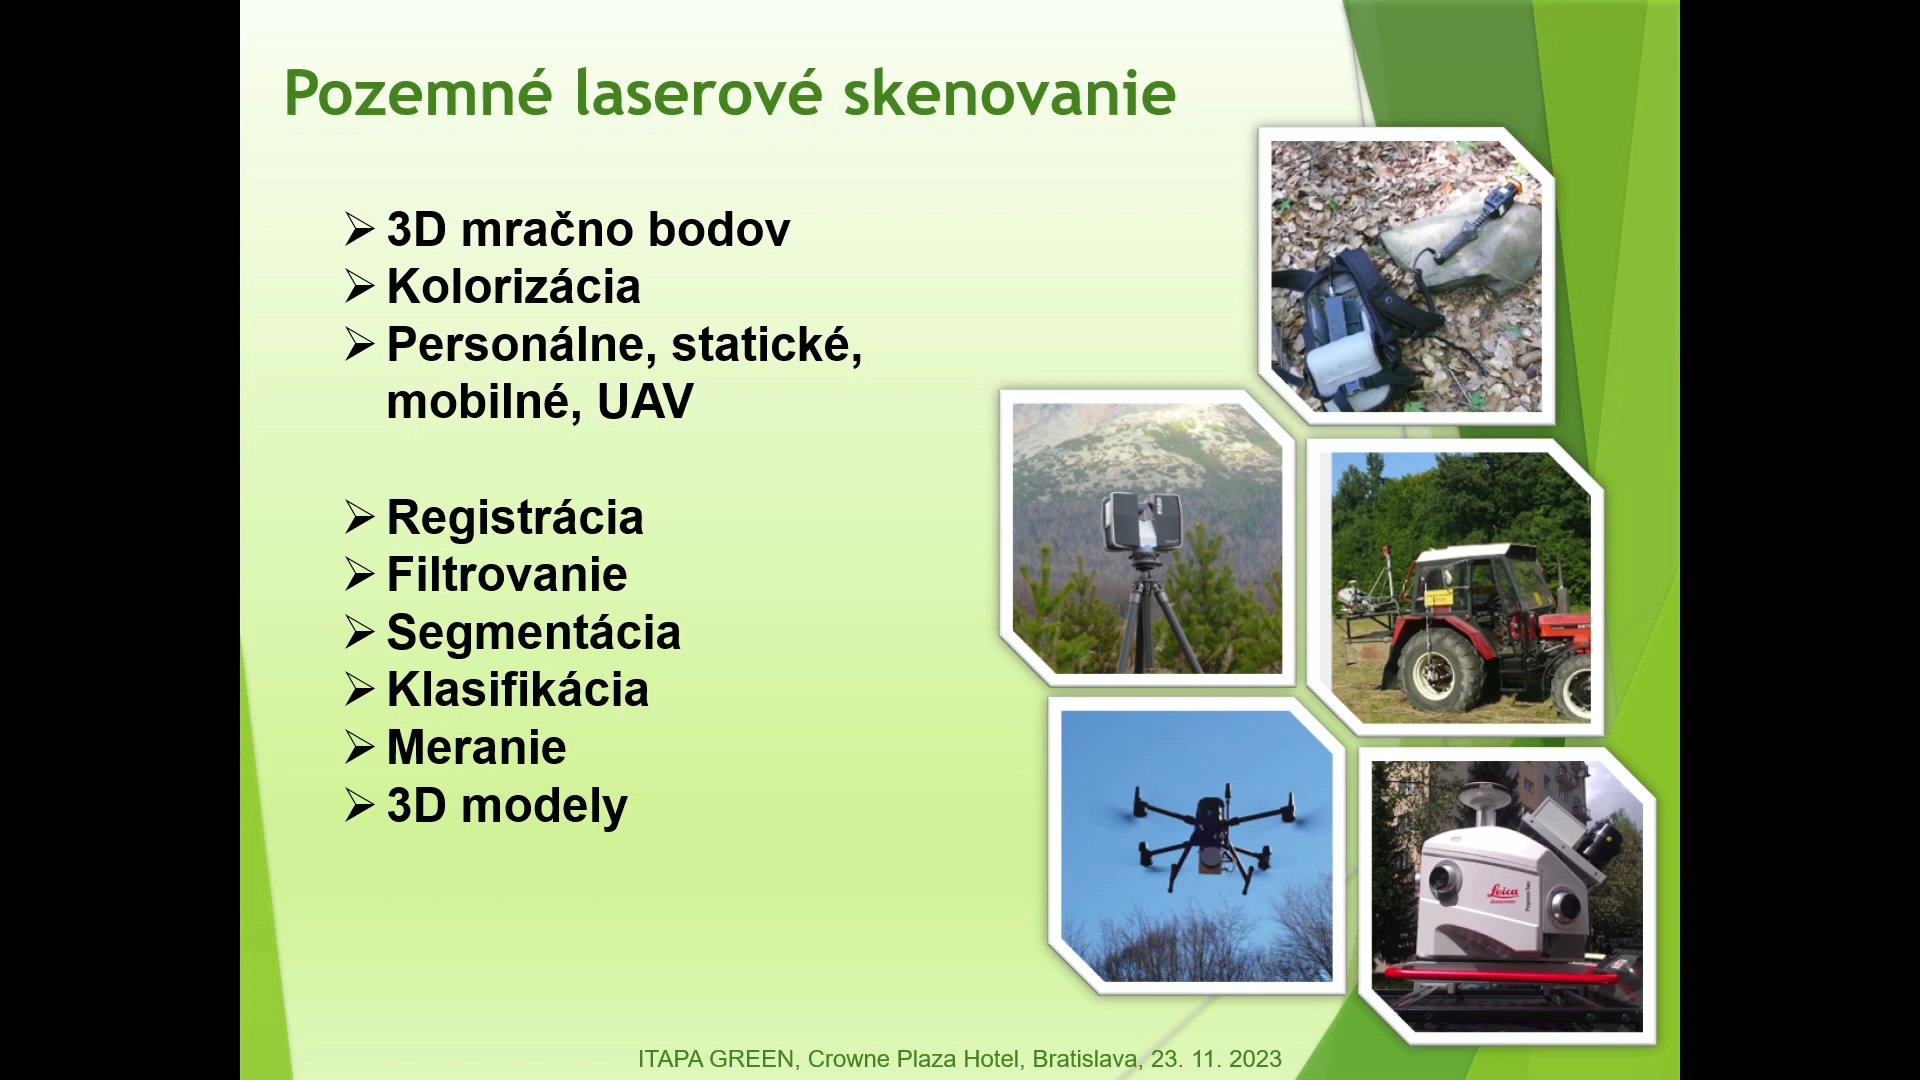 Pozemné laserové skenovanie
3D mračno bodov
Kolorizácia
Personálne, statické,
mobilné, UAV
Registrácia
Filtrovanie
Segmentácia
Klasifikácia
Meranie
3D modely
Leica
ITAPA GREEN, Crowne Plaza Hotel, Bratislava, 23. 11. 2023